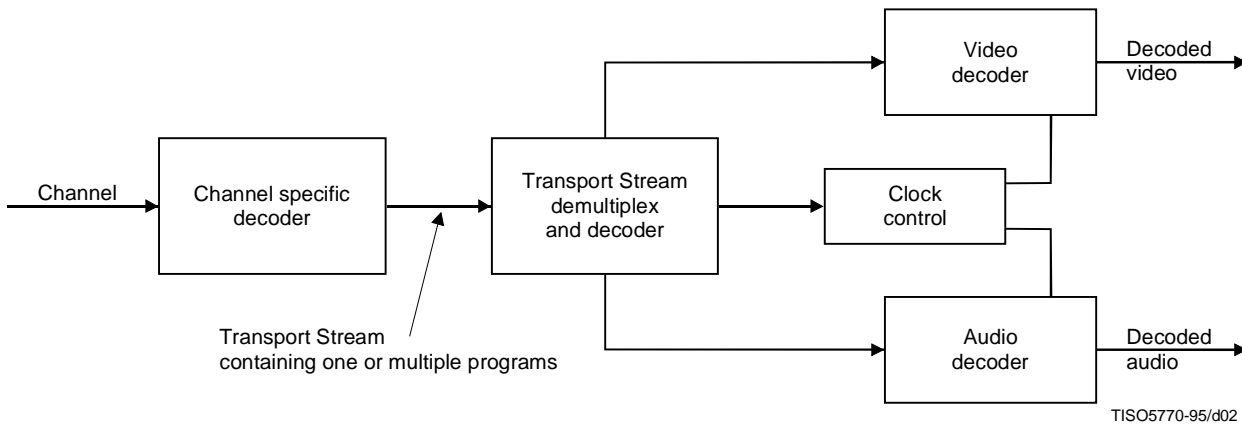 Channel
Channel specific
decoder
Transport Stream
containing one or multiple programs
Transport Stream
demultiplex
and decoder
Clock
control
Video
decoder
Decoded
video
Audio
decoder
Decoded
audio
TISO5770-95/d02